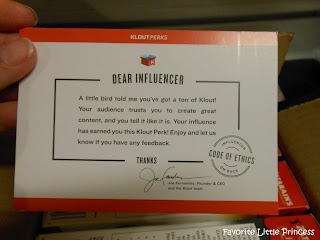 KLOUT PERKS
DEAR INFLUENCER
A little bird told me you've got a ton of Klout!
Your audience trusts you to create great
content, and you tell it like it is. Your influence
has earned you this Klout Perk! Enjoy and let us
know if you have any feedback.
THANKS
Joe Fernandez, Founder & CEO
and the Klout team
INFLUENCER
CODE OF ETHICS
ON BACK
Favorite Little Princess